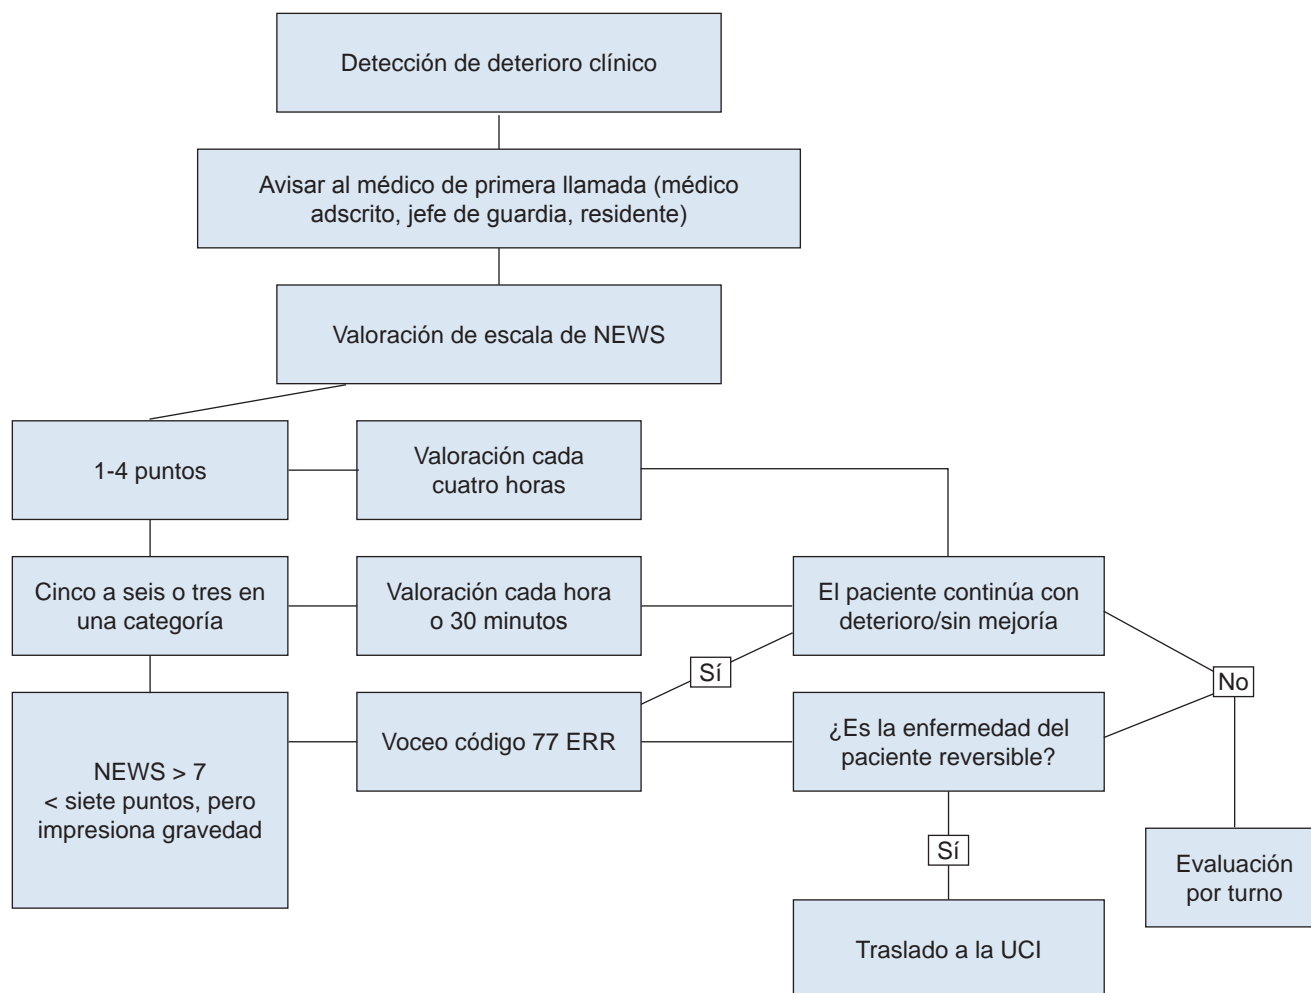 Detección de deterioro clínico
Avisar al médico de primera llamada (médico
adscrito, jefe de guardia, residente)
Valoración de escala de NEWS
1-4 puntos
Valoración cada
cuatro horas
Cinco a seis o tres en
una categoría
Valoración cada hora
o 30 minutos
El paciente continúa con
deterioro/sin mejoría
Sí
No
NEWS > 7
< siete puntos, pero
impresiona gravedad
Voceo código 77 ERR
¿Es la enfermedad del
paciente reversible?
Sí
Evaluación
por turno
Traslado a la UCI